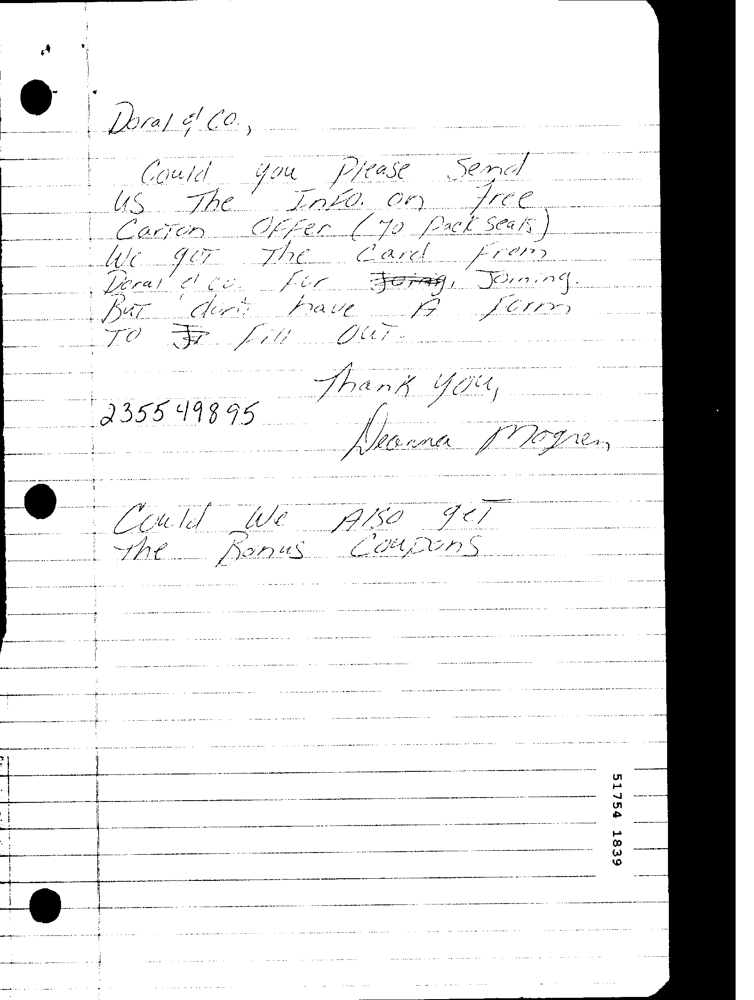 Doral & Co.,
Could you Please Send
us The Info. on free
Carton Offer (70 Pack Seals)
We got The Card From
Doral & co. For Joining.
But don't have A form
To Fill Out.
Thank you,
2355 49895
Deanna Mogren
Could We Also get
the Bonus Coupons
51754 1839